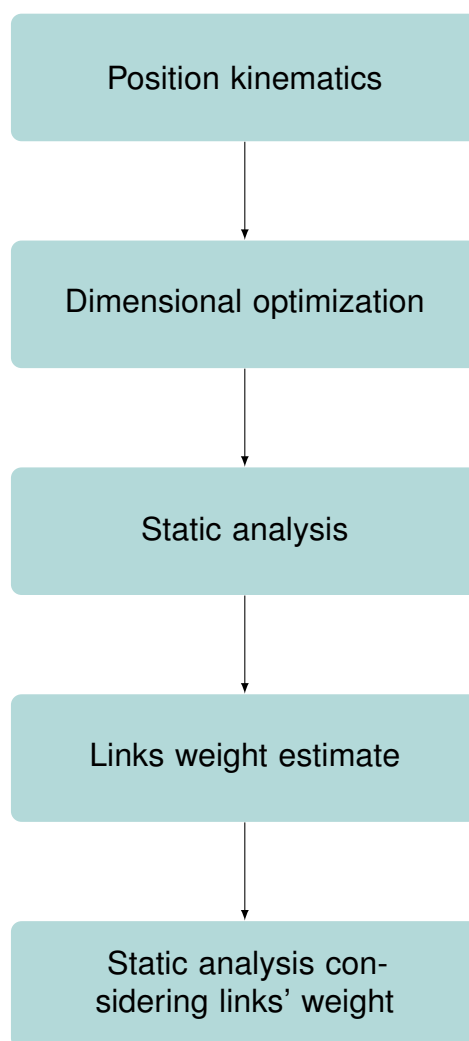 Position kinematics
Dimensional optimization
Static analysis
Links weight estimate
Static analysis con-
sidering links' weight